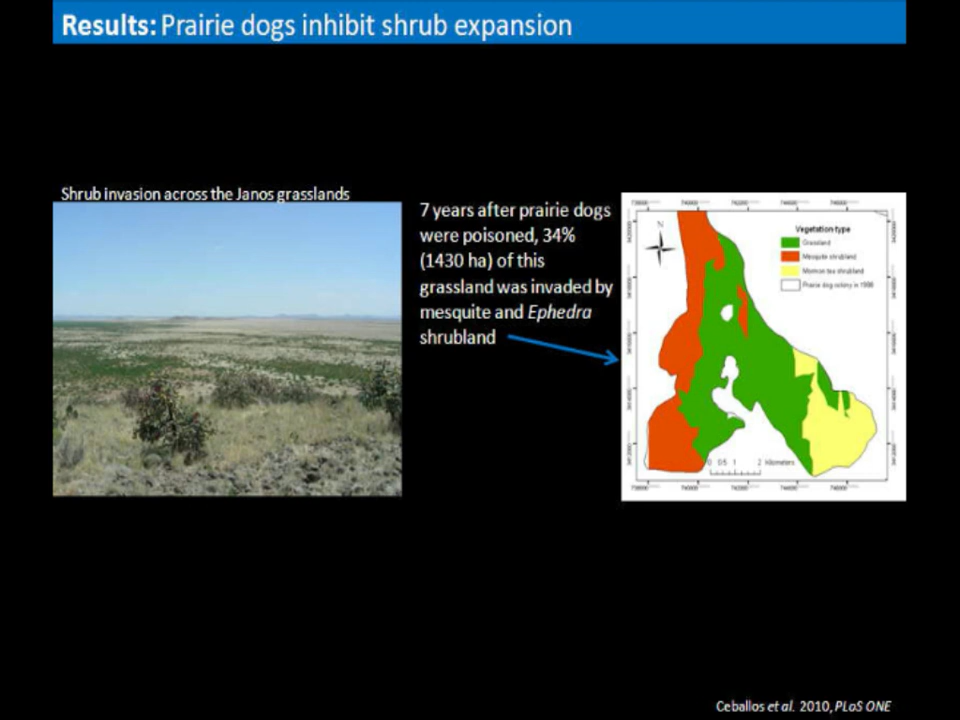 Results: Prairie dogs inhibit shrub expansion
Shrub invasion across the Janos grasslands
7 years after prairie dogs
were poisoned, 34%
(1430 ha) of this
grassland was invaded by
mesquite and Ephedra
shrubland
N
Vegetation type
Grassland
Mesquite shrubland
Mormon tea shrubland
Prairie dog colony in 1988
0 0.5 1 2 Kilometers
Ceballos et al. 2010, PLoS ONE